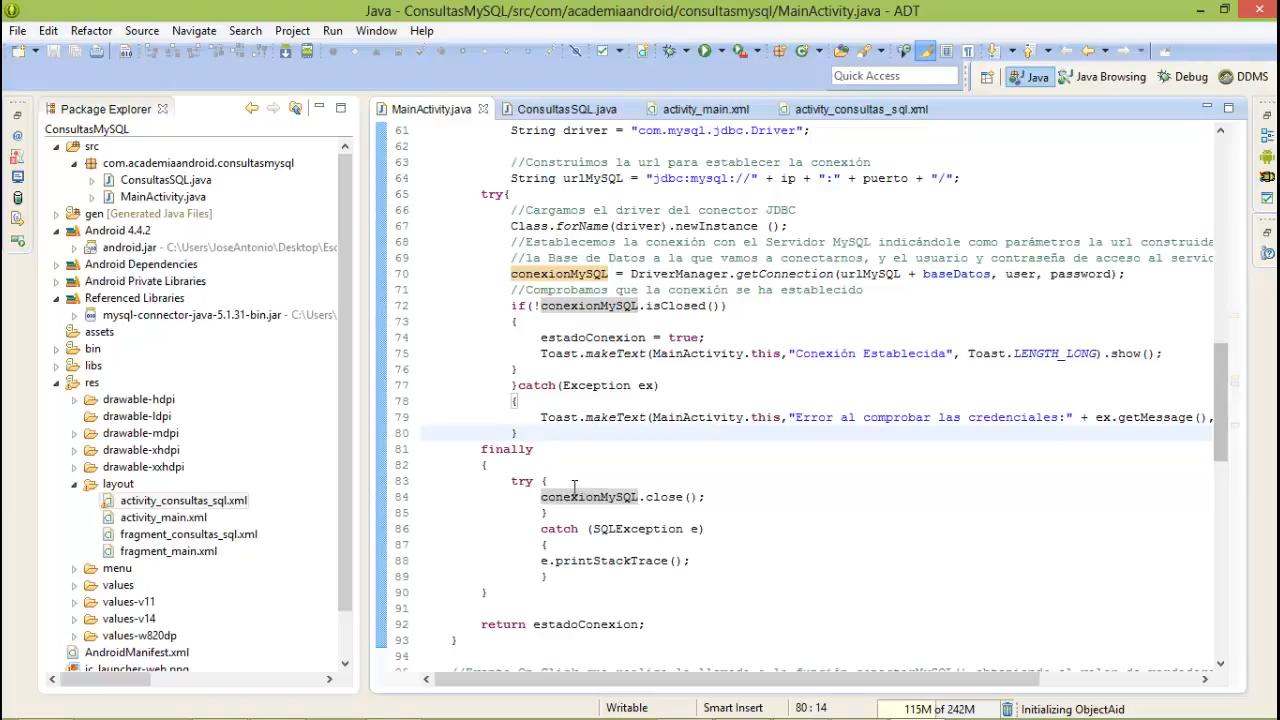 Java - ConsultasMySQL/src/com/academiaandroid/consultasmysql/MainActivity.java - ADT
File Edit Refactor Source Navigate Search Project Run Window Help
Quick Access
Java
Java Browsing
Debug
DDMS
Package Explorer
ConsultasMySQL
src
com.academiaandroid.consultasmysql
ConsultasSQL.java
MainActivity.java
gen [Generated Java Files]
Android 4.4.2
android.jar - C:\Users\JoseAntonio\Desktop\Esc
Android Dependencies
Android Private Libraries
Referenced Libraries
mysql-connector-java-5.1.31-bin.jar - C:\Users\
assets
bin
libs
res
drawable-hdpi
drawable-ldpi
drawable-mdpi
drawable-xhdpi
drawable-xxhdpi
layout
activity_consultas_sql.xml
activity_main.xml
fragment_consultas_sql.xml
fragment_main.xml
menu
values
values-v11
values-v14
values-w820dp
AndroidManifest.xml
ic_launcher-web.png
MainActivity.java ConsultasSQL.java activity_main.xml activity_consultas_sql.xml
61 String driver = "com.mysql.jdbc.Driver";
62
63 //Construímos la url para establecer la conexión
64 String urlMySQL = "jdbc:mysql://" + ip + ":" + puerto + "/";
65 try{
66 //Cargamos el driver del conector JDBC
67 Class.forName(driver).newInstance ();
68 //Establecemos la conexión con el Servidor MySQL indicándole como parámetros la url construida
69 //la Base de Datos a la que vamos a conectarnos, y el usuario y contraseña de acceso al servic
70 conexionMySQL = DriverManager.getConnection(urlMySQL + baseDatos, user, password);
71 //Comprobamos que la conexión se ha establecido
72 if(!conexionMySQL.isClosed())
73 {
74 estadoConexion = true;
75 Toast.makeText(MainActivity.this,"Conexión Establecida", Toast.LENGTH_LONG).show();
76 }
77 }catch(Exception ex)
78 {
79 Toast.makeText(MainActivity.this,"Error al comprobar las credenciales:" + ex.getMessage(),
80 }
81 finally
82 {
83 try {
84 conexionMySQL.close();
85 }
86 catch (SQLException e)
87 {
88 e.printStackTrace();
89 }
90 }
91
92 return estadoConexion;
93 }
94
Writable Smart Insert 80 : 14 115M of 242M Initializing ObjectAid